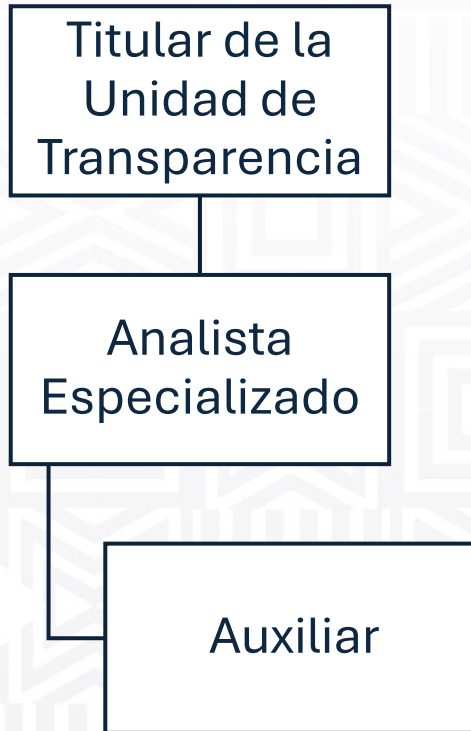 Titular de la
Unidad de
Transparencia
Analista
Especializado
Auxiliar